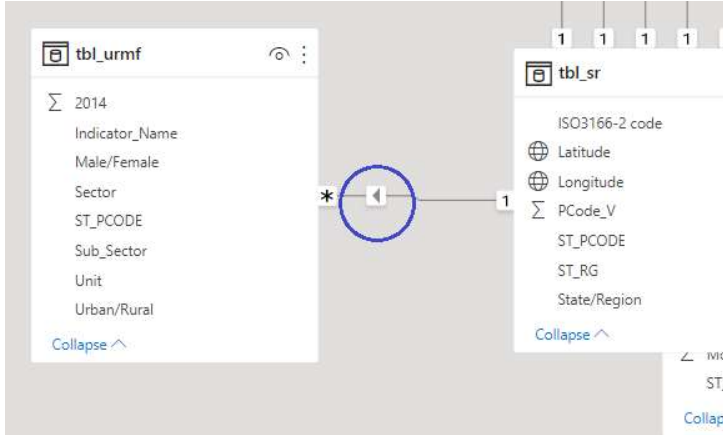 1 1 1 1
tbl_urmf
2014
Indicator_Name
Male/Female
Sector
ST_PCODE
Sub_Sector
Unit
Urban/Rural
Collapse
* 1
tbl_sr
ISO3166-2 code
Latitude
Longitude
PCode_V
ST_PCODE
ST_RG
State/Region
Collapse